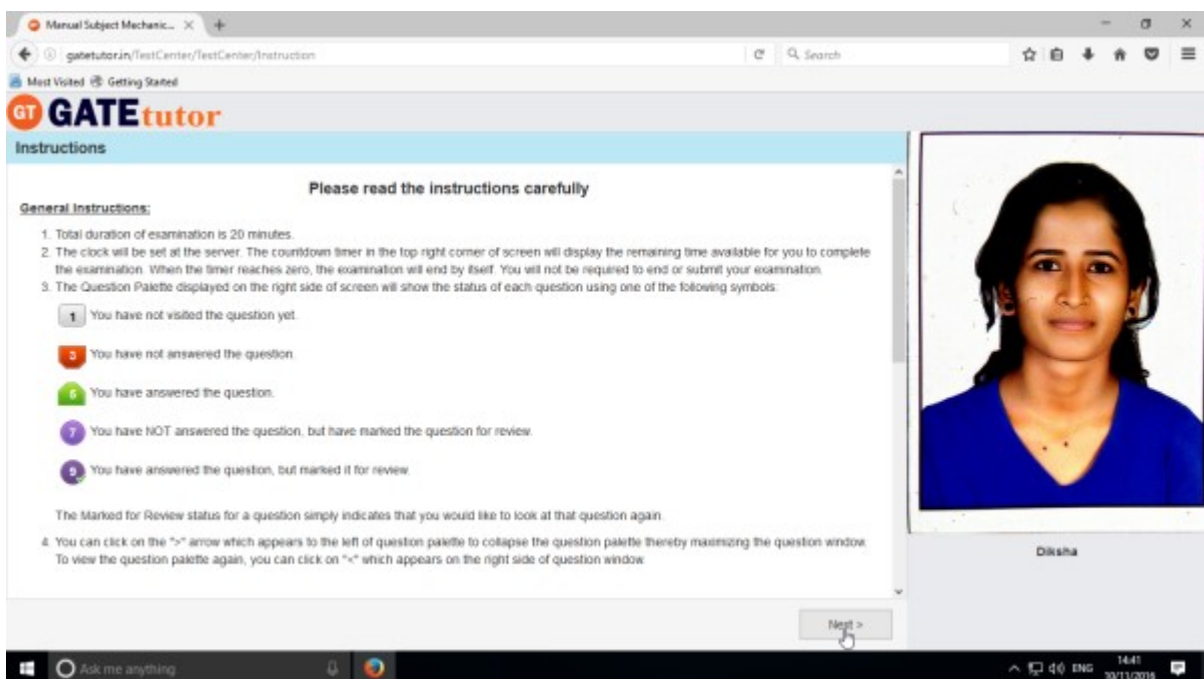 Manual Subject Mechanic...
gatetutor.in/TestCenter/TestCenter/Instruction
Search
Most Visited Getting Started
GT GATEtutor
Instructions
Please read the instructions carefully
General Instructions:
1. Total duration of examination is 20 minutes.
2. The clock will be set at the server. The countdown timer in the top right corner of screen will display the remaining time available for you to complete
the examination. When the timer reaches zero, the examination will end by itself. You will not be required to end or submit your examination.
3. The Question Palette displayed on the right side of screen will show the status of each question using one of the following symbols:
1 You have not visited the question yet.
3 You have not answered the question.
5 You have answered the question.
7 You have NOT answered the question, but have marked the question for review.
9 You have answered the question, but marked it for review.
The Marked for Review status for a question simply indicates that you would like to look at that question again.
4. You can click on the ">" arrow which appears to the left of question palette to collapse the question palette thereby maximizing the question window.
To view the question palette again, you can click on "<" which appears on the right side of question window.
Diksha
Next >
Ask me anything
ENG
14:41
10/11/2016